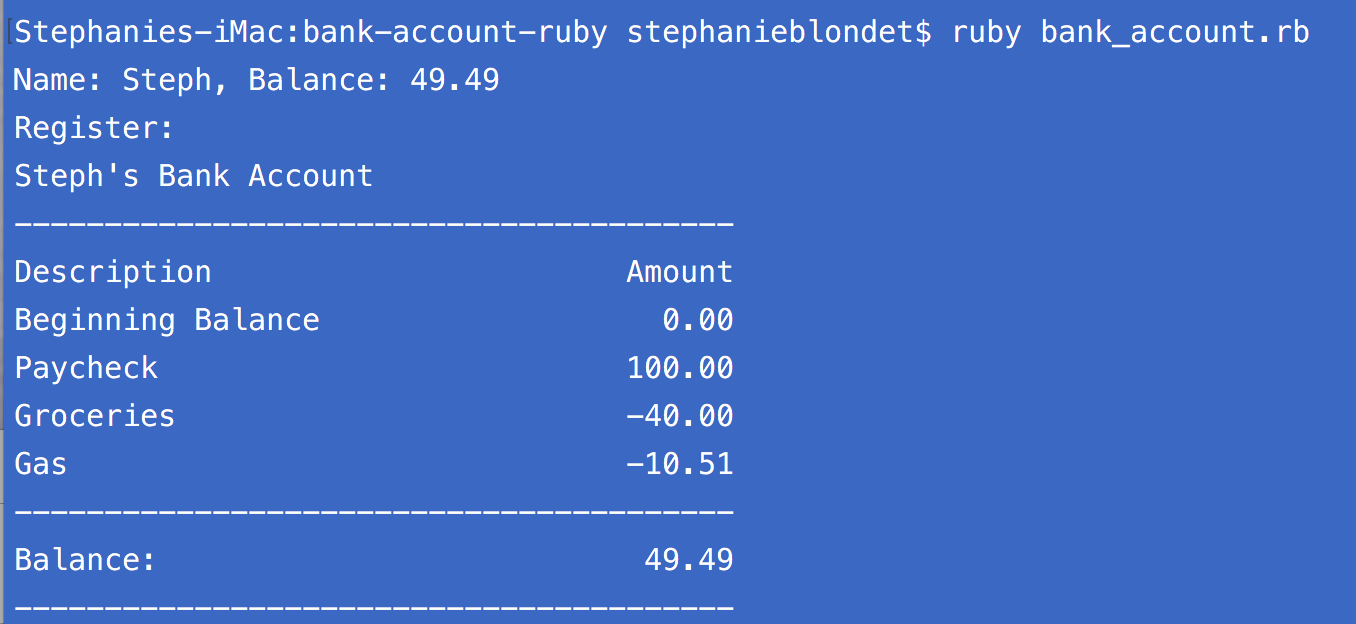 [Stephanies-iMac:bank-account-ruby stephanieblondet$ ruby bank_account.rb
Name: Steph, Balance: 49.49
Register:
Steph's Bank Account
----------------------------------------
Description                       Amount
Beginning Balance                   0.00
Paycheck                          100.00
Groceries                         -40.00
Gas                               -10.51
----------------------------------------
Balance:                           49.49
----------------------------------------